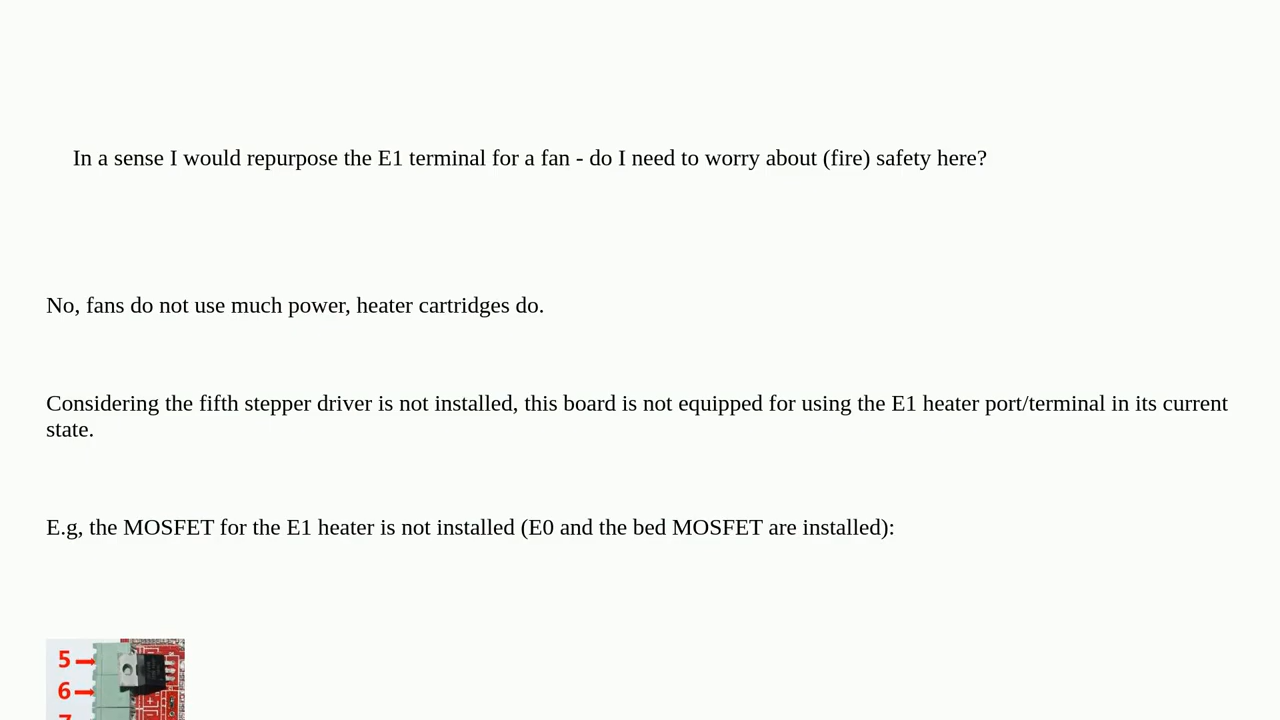 In a sense I would repurpose the E1 terminal for a fan - do I need to worry about (fire) safety here?
No, fans do not use much power, heater cartridges do.
Considering the fifth stepper driver is not installed, this board is not equipped for using the E1 heater port/terminal in its current
state.
E.g, the MOSFET for the E1 heater is not installed (E0 and the bed MOSFET are installed):
5
6
7